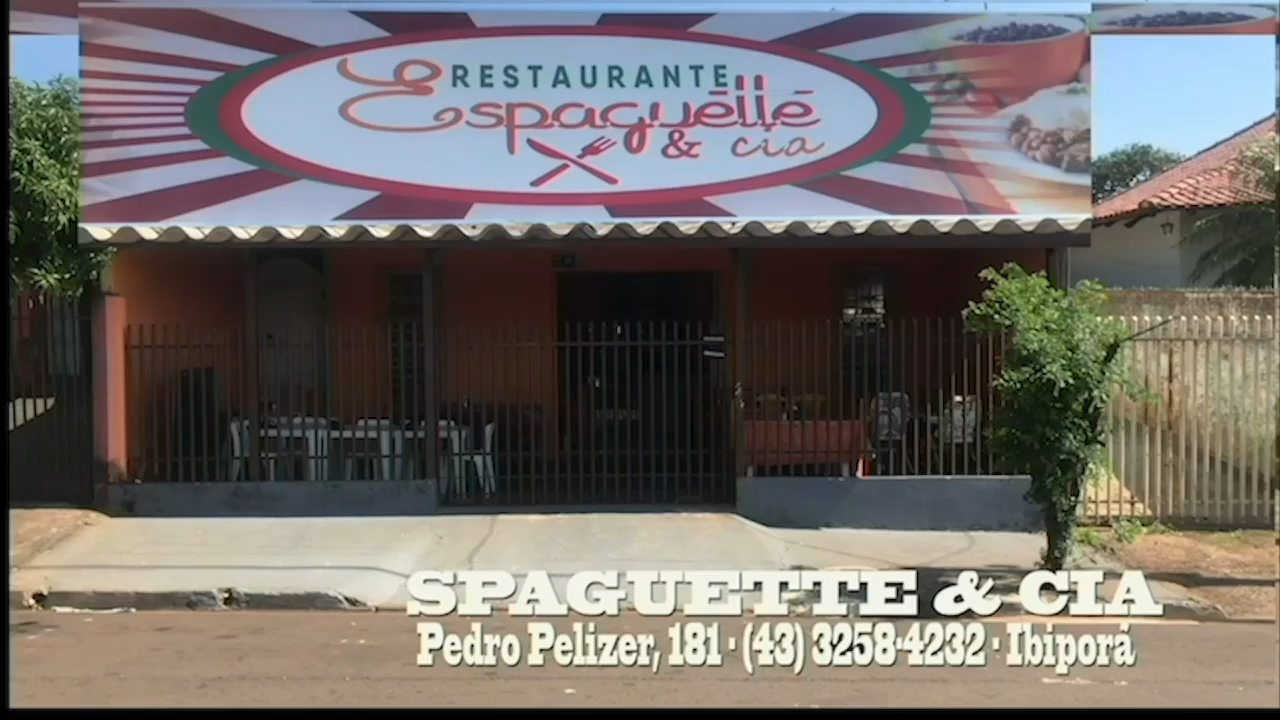 RESTAURANTE
Espaguetté
& cia
SPAGUETTE & CIA
Pedro Pelizer, 181 · (43) 3258-4232 · Ibiporã